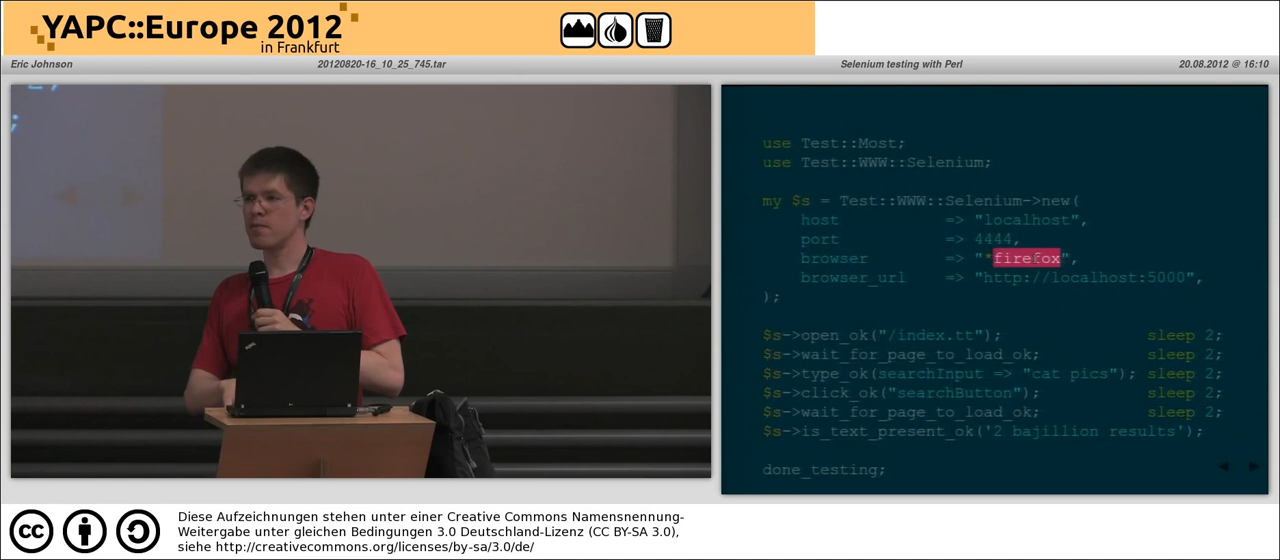 YAPC::Europe 2012
in Frankfurt
Eric Johnson 20120820-16_10_25_745.tar Selenium testing with Perl 20.08.2012 @ 16:10
use Test::Most;
use Test::WWW::Selenium;
my $s = Test::WWW::Selenium->new(
host => "localhost",
port => 4444,
browser => "*firefox",
browser_url => "http://localhost:5000",
);
$s->open_ok("/index.tt"); sleep 2;
$s->wait_for_page_to_load_ok; sleep 2;
$s->type_ok(searchInput => "cat pics"); sleep 2;
$s->click_ok("searchButton"); sleep 2;
$s->wait_for_page_to_load_ok; sleep 2;
$s->is_text_present_ok('2 bajillion results');
done_testing;
ThinkPad
cc
Diese Aufzeichnungen stehen unter einer Creative Commons Namensnennung-
Weitergabe unter gleichen Bedingungen 3.0 Deutschland-Lizenz (CC BY-SA 3.0),
siehe http://creativecommons.org/licenses/by-sa/3.0/de/